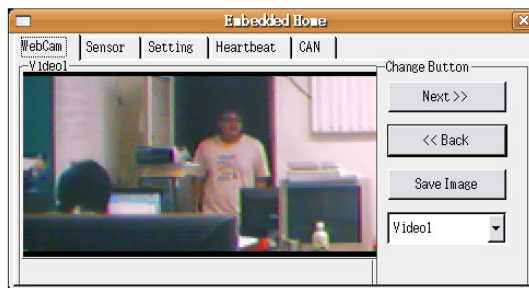 Embedded Home
WebCam Sensor Setting Heartbeat CAN
Video1
Change Button
Next >>
<< Back
Save Image
Video1